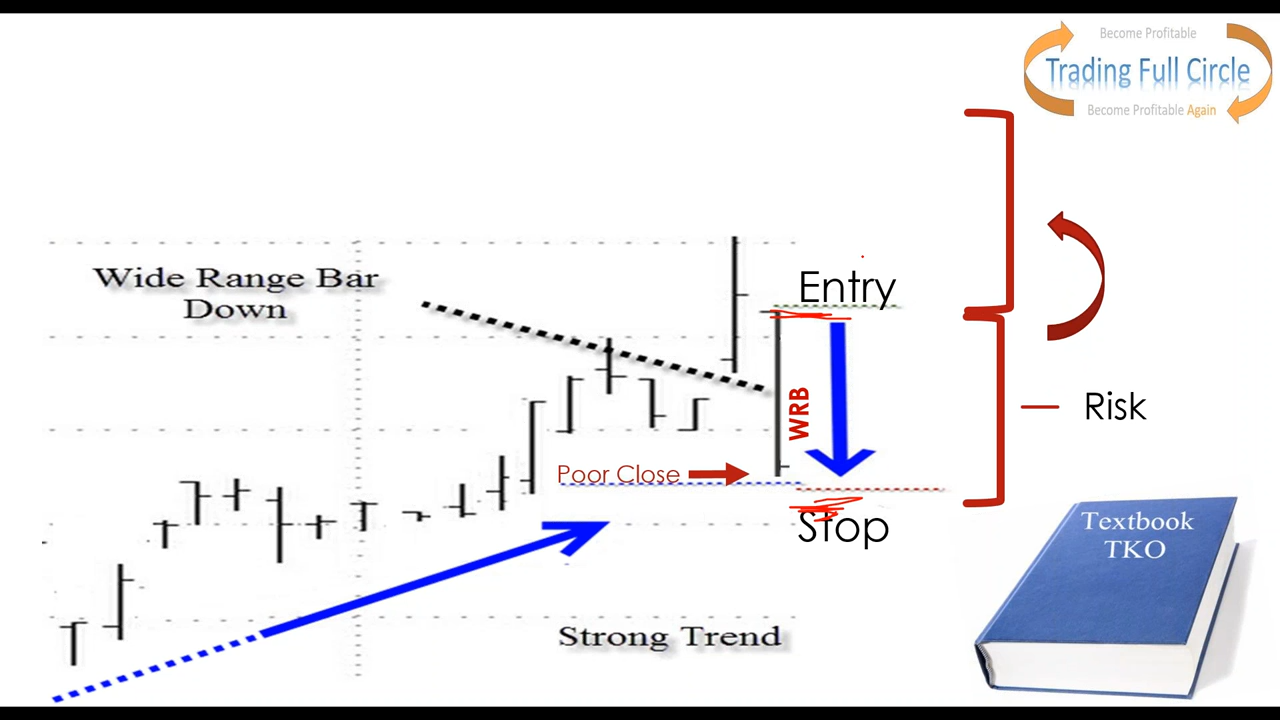 Become Profitable
Trading Full Circle
Become Profitable Again
Wide Range Bar
Down
Entry
WRB
Risk
Poor Close
Stop
Textbook
TKO
Strong Trend